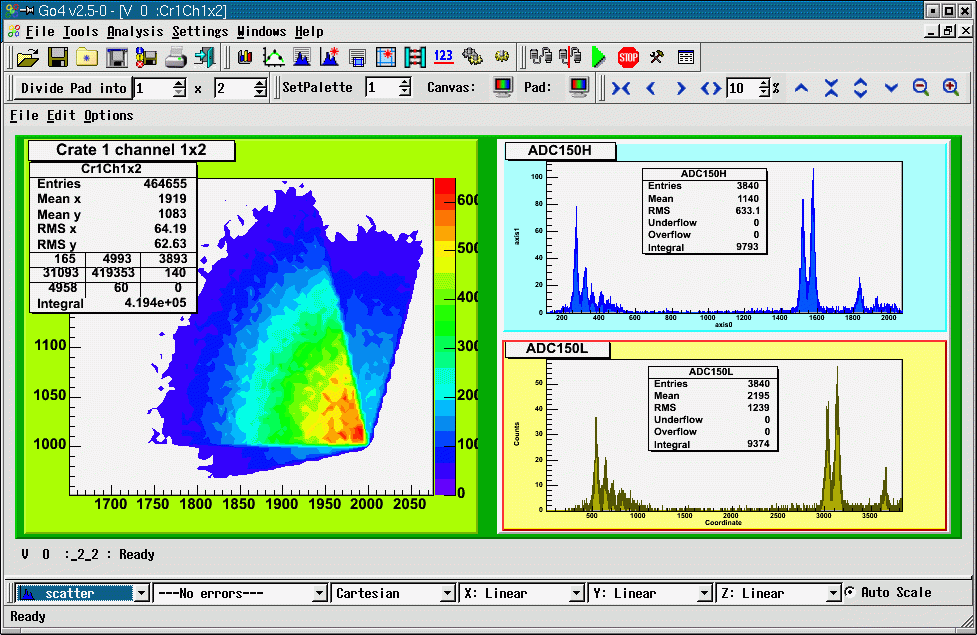 Go4 v2.5-0 - [V 0 :Cr1Ch1x2]
File Tools Analysis Settings Windows Help
123 STOP
Divide Pad into 1 x 2 SetPalette 1 Canvas: Pad: 10 %
File Edit Options
Crate 1 channel 1x2
Cr1Ch1x2
Entries 464655
Mean x 1919
Mean y 1083
RMS x 64.19
RMS y 62.63
165 4993 3893
31093 419353 140
4958 60 0
Integral 4.194e+05
1100
1050
1000
1700 1750 1800 1850 1900 1950 2000 2050
600
500
400
300
200
100
0
ADC150H
ADC150H
Entries 3840
Mean 1140
RMS 633.1
Underflow 0
Overflow 0
Integral 9793
axis1
100
80
60
40
20
0
200 400 600 800 1000 1200 1400 1600 1800 2000
axis0
ADC150L
ADC150L
Entries 3840
Mean 2195
RMS 1239
Underflow 0
Overflow 0
Integral 9374
Counts
50
40
30
20
10
0
500 1000 1500 2000 2500 3000 3500
Coordinate
V 0 :_2_2 : Ready
scatter ---No errors--- Cartesian X: Linear Y: Linear Z: Linear Auto Scale
Ready